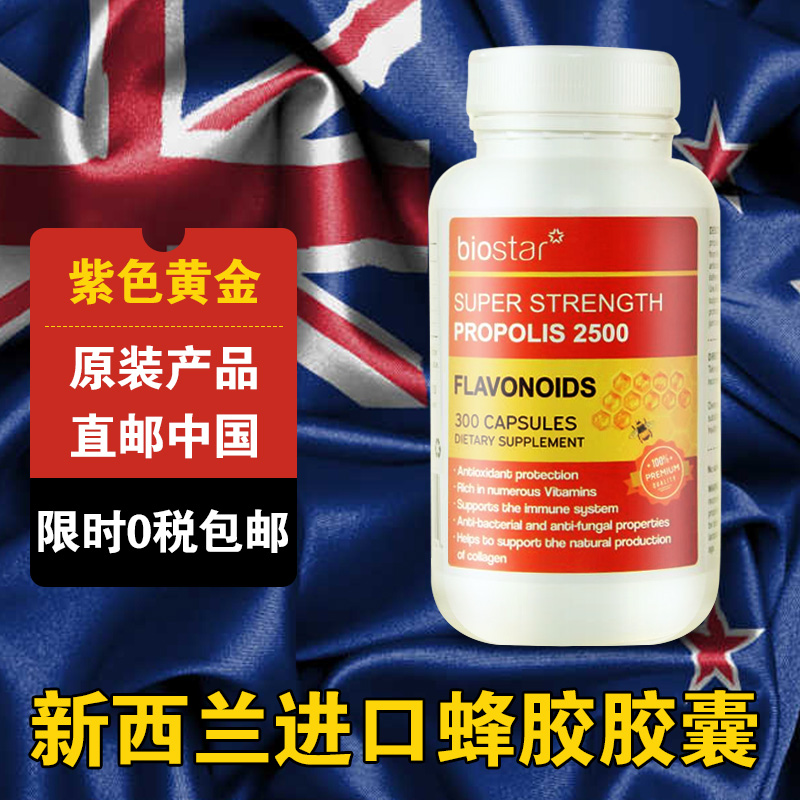 紫色黄金
原装产品
直邮中国
限时0税包邮
biostar
SUPER STRENGTH
PROPOLIS 2500
FLAVONOIDS
300 CAPSULES
DIETARY SUPPLEMENT
100%
PREMIUM
QUALITY
· Antioxidant protection
· Rich in numerous Vitamins
· Supports the immune system
· Anti-bacterial and anti-fungal properties
· Helps to support the natural production
of collagen
新西兰进口蜂胶胶囊